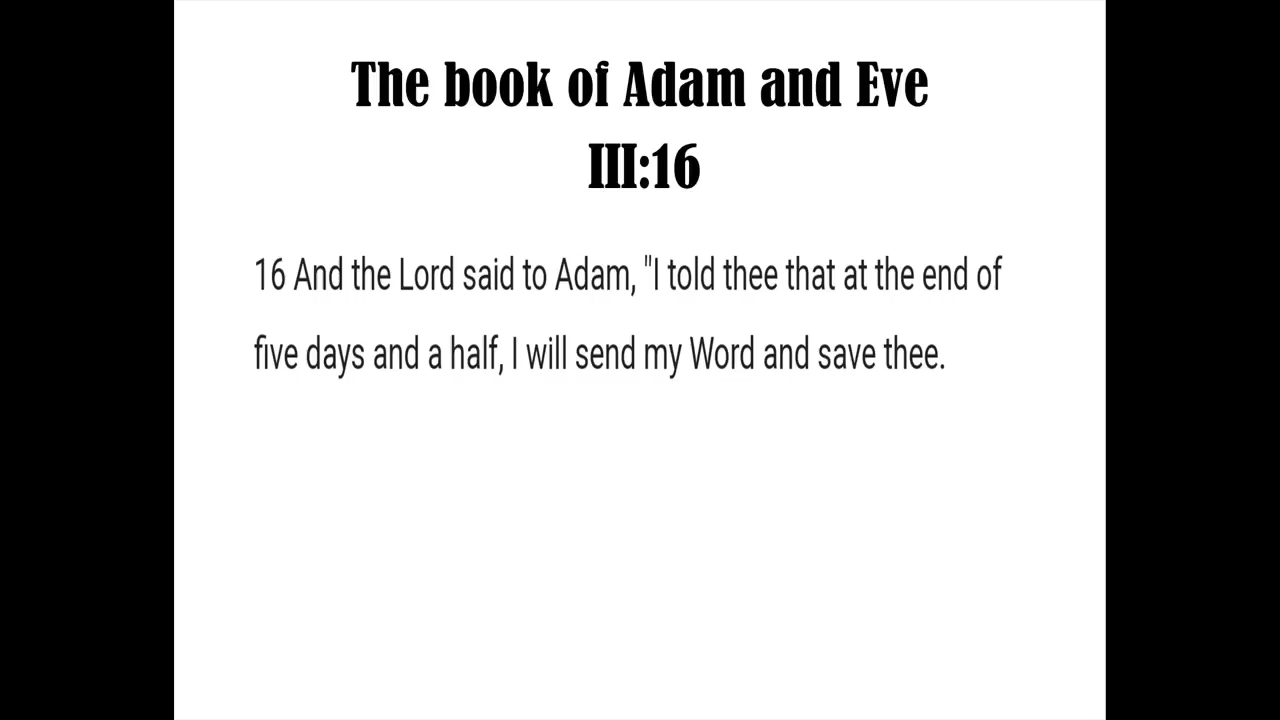 The book of Adam and Eve
III:16
16 And the Lord said to Adam, "I told thee that at the end of
five days and a half, I will send my Word and save thee.